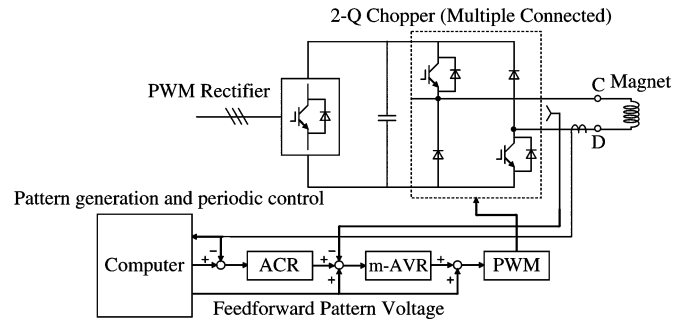 2-Q Chopper (Multiple Connected)
PWM Rectifier
C Magnet
D
Pattern generation and periodic control
Computer
−
+
ACR
+
−
+
m-AVR
+
+
PWM
Feedforward Pattern Voltage